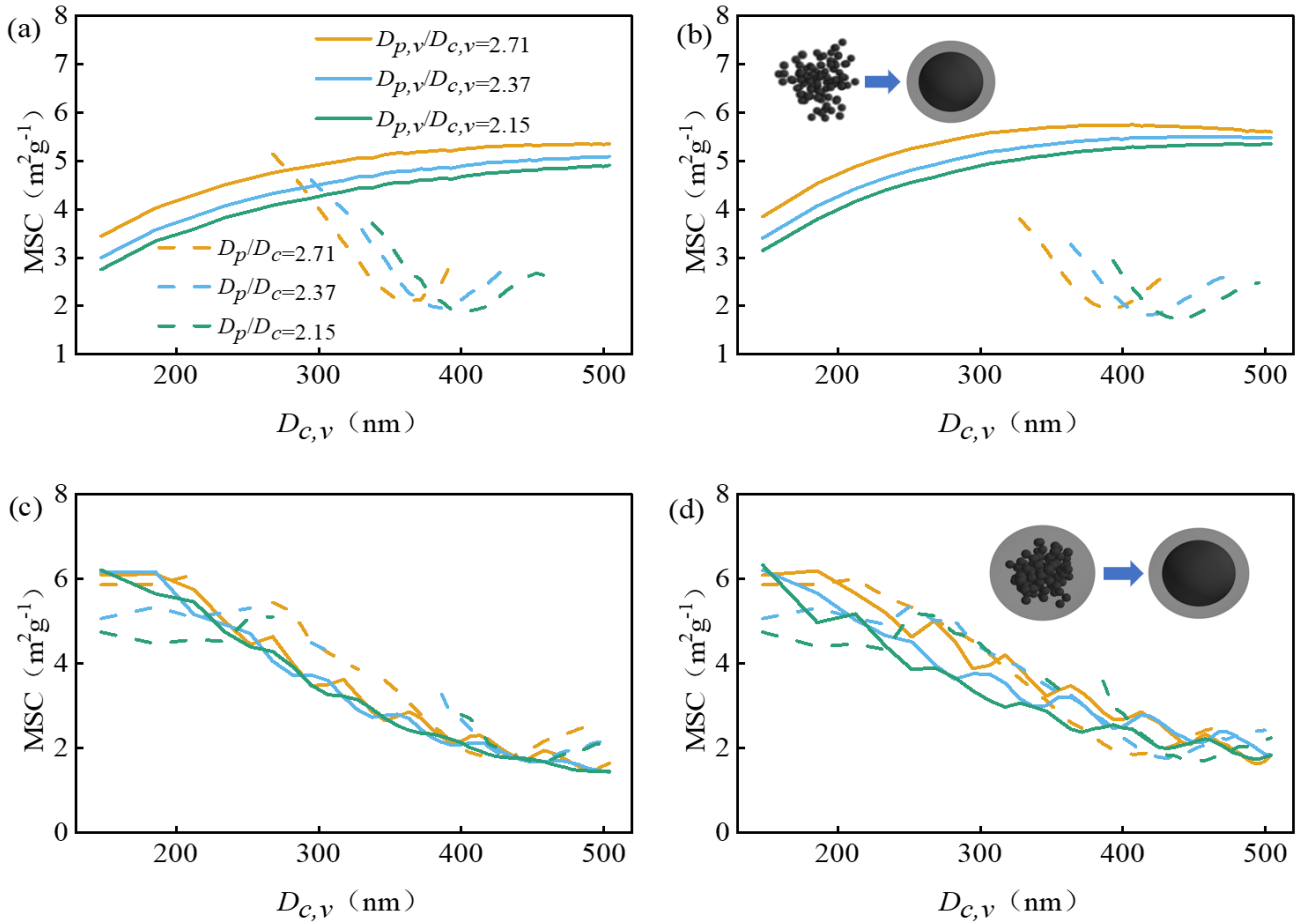 (a)
8
7
6
5
4
3
2
1
MSC (m²g⁻¹)
Dp,v/Dc,v=2.71
Dp,v/Dc,v=2.37
Dp,v/Dc,v=2.15
Dp/Dc=2.71
Dp/Dc=2.37
Dp/Dc=2.15
200 300 400 500
Dc,v (nm)
(b)
8
7
6
5
4
3
2
1
MSC (m²g⁻¹)
200 300 400 500
Dc,v (nm)
(c)
8
6
4
2
0
MSC (m²g⁻¹)
200 300 400 500
Dc,v (nm)
(d)
8
6
4
2
0
MSC (m²g⁻¹)
200 300 400 500
Dc,v (nm)